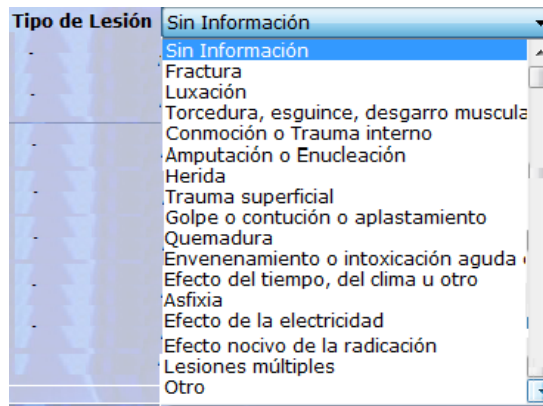 Tipo de Lesión Sin Información
Sin Información
Fractura
Luxación
Torcedura, esguince, desgarro muscula
Conmoción o Trauma interno
Amputación o Enucleación
Herida
Trauma superficial
Golpe o contución o aplastamiento
Quemadura
Envenenamiento o intoxicación aguda
Efecto del tiempo, del clima u otro
Asfixia
Efecto de la electricidad
Efecto nocivo de la radicación
Lesiones múltiples
Otro